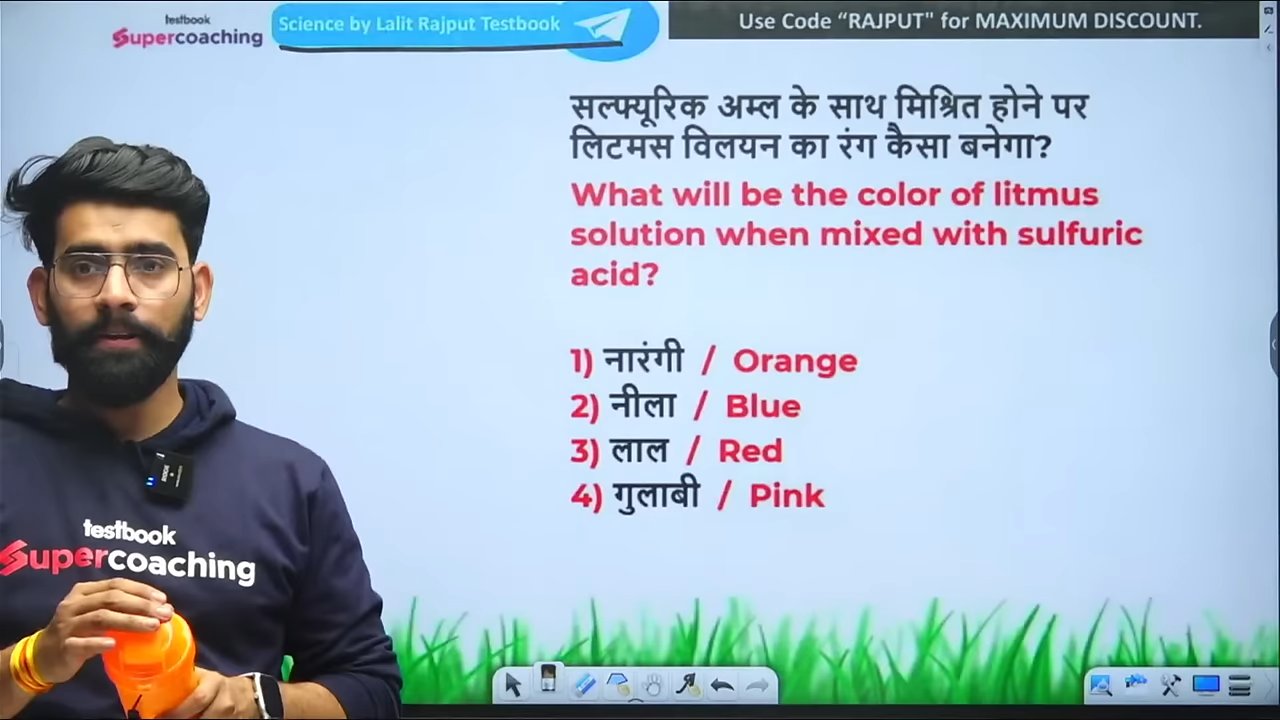 testbook
Supercoaching
Science by Lalit Rajput Testbook
Use Code “RAJPUT" for MAXIMUM DISCOUNT.
सल्फ्यूरिक अम्ल के साथ मिश्रित होने पर
लिटमस विलयन का रंग कैसा बनेगा?
What will be the color of litmus
solution when mixed with sulfuric
acid?
1) नारंगी / Orange
2) नीला / Blue
3) लाल / Red
4) गुलाबी / Pink
testbook
Supercoaching